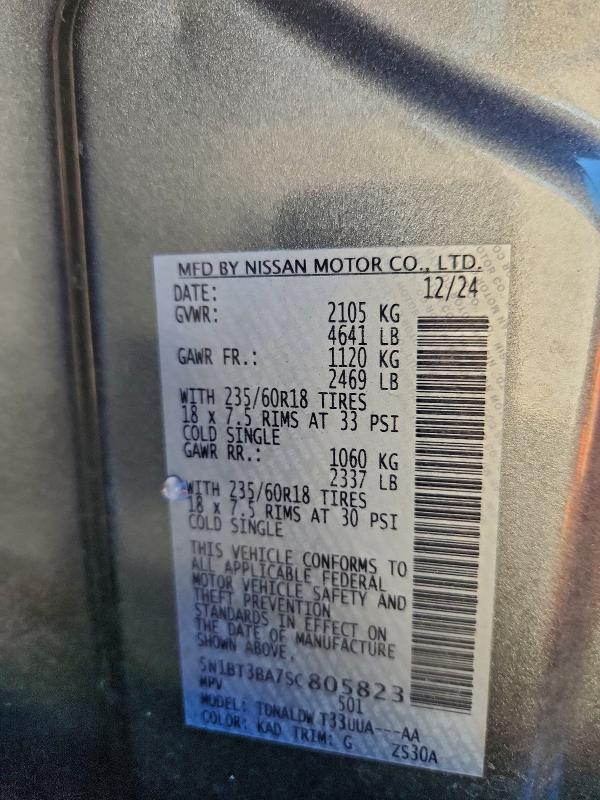 MFD BY NISSAN MOTOR CO., LTD.
DATE: 12/24
GVWR: 2105 KG
4641 LB
GAWR FR.: 1120 KG
2469 LB
WITH 235/60R18 TIRES
18 x 7.5 RIMS AT 33 PSI
COLD SINGLE
GAWR RR.: 1060 KG
2337 LB
WITH 235/60R18 TIRES
18 x 7.5 RIMS AT 30 PSI
COLD SINGLE
THIS VEHICLE CONFORMS TO
ALL APPLICABLE FEDERAL
MOTOR VEHICLE SAFETY AND
THEFT PREVENTION
STANDARDS IN EFFECT ON
THE DATE OF MANUFACTURE
SHOWN ABOVE.
5N1BT3BA7SC805823
MPV 501
MODEL: TDNALDW T33UUA---AA
COLOR: KAD TRIM: G ZS30A